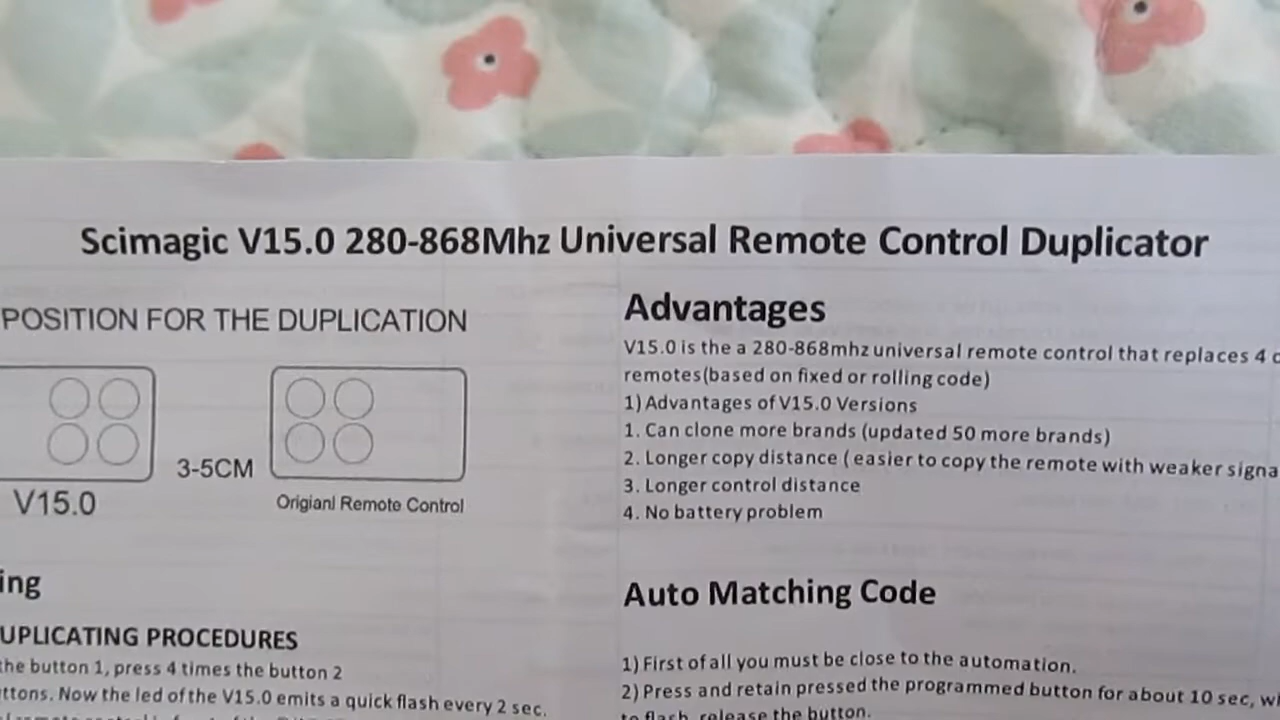 Scimagic V15.0 280-868Mhz Universal Remote Control Duplicator
POSITION FOR THE DUPLICATION
3-5CM
V15.0
Origianl Remote Control
ing
UPLICATING PROCEDURES
the button 1, press 4 times the button 2
ttons. Now the led of the V15.0 emits a quick flash every 2 sec.
Advantages
V15.0 is the a 280-868mhz universal remote control that replaces 4
remotes(based on fixed or rolling code)
1) Advantages of V15.0 Versions
1. Can clone more brands (updated 50 more brands)
2. Longer copy distance ( easier to copy the remote with weaker signa
3. Longer control distance
4. No battery problem
Auto Matching Code
1) First of all you must be close to the automation.
2) Press and retain pressed the programmed button for about 10 sec,
to flash, release the button.